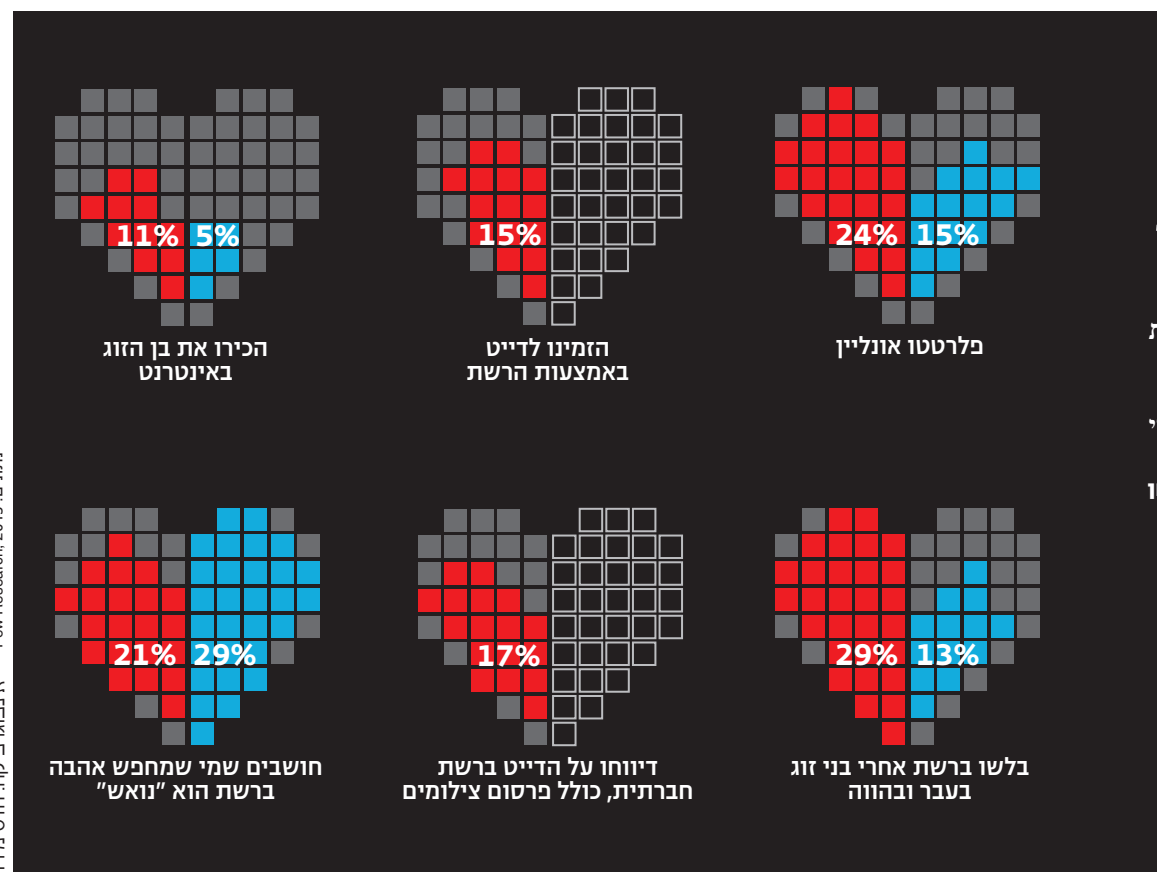 24% 15%
פלרטטו אונליין
15%
הזמינו לדייט
באמצעות הרשת
11% 5%
הכירו את בן הזוג
באינטרנט
29% 13%
בלשו ברשת אחרי בני זוג
בעבר ובהווה
17%
דיווחו על הדייט ברשת
חברתית, כולל פרסום צילומים
21% 29%
חושבים שמי שמחפש אהבה
ברשת הוא "נואש"